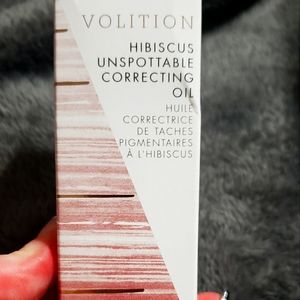 VOLITION
HIBISCUS
UNSPOTTABLE
CORRECTING
OIL
HUILE
CORRECTRICE
DE TACHES
PIGMENTAIRES
À L'HIBISCUS